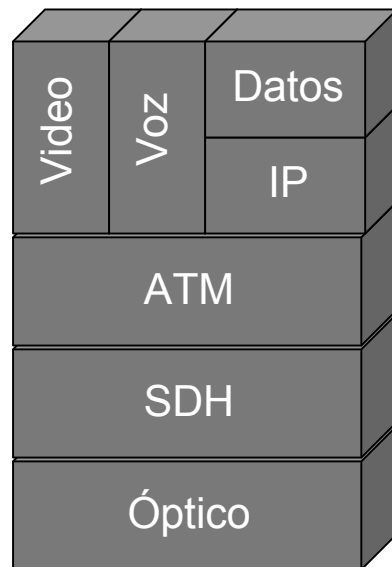 Video
Voz
Datos
IP
ATM
SDH
Óptico